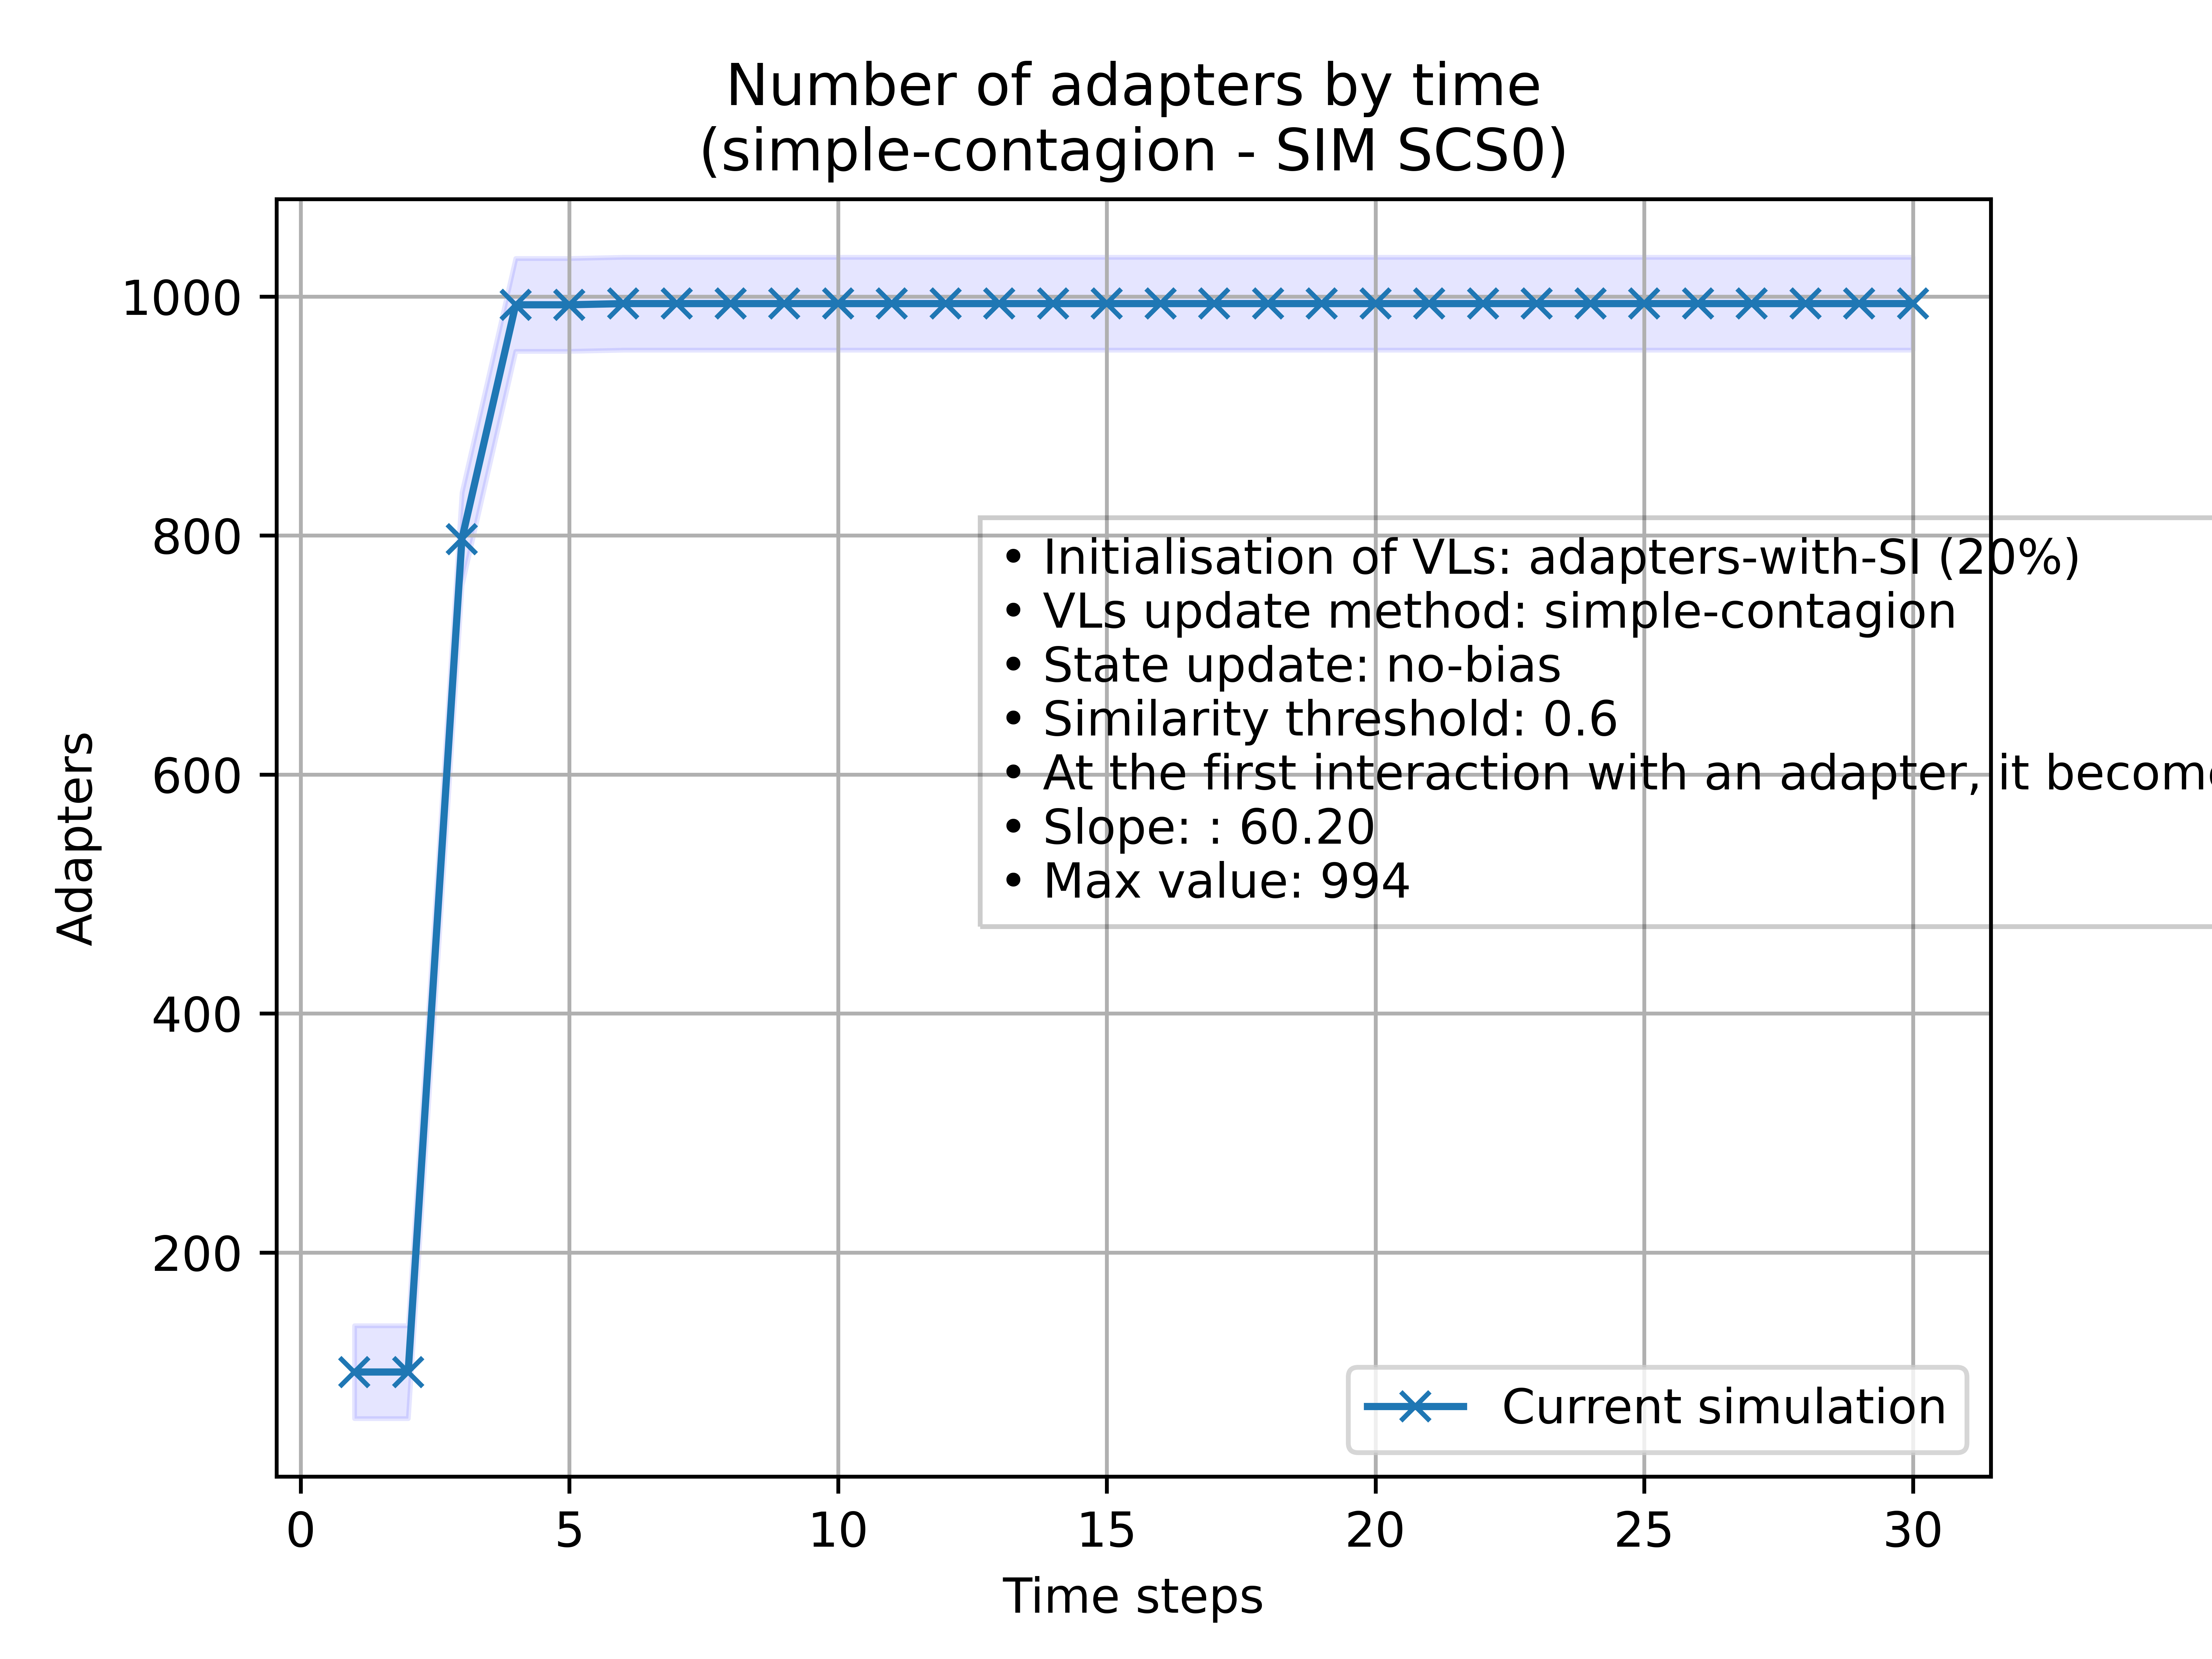 Number of adapters by time
(simple-contagion - SIM SCS0)
1000
800
600
400
200
Adapters
• Initialisation of VLs: adapters-with-SI (20%)
• VLs update method: simple-contagion
• State update: no-bias
• Similarity threshold: 0.6
• At the first interaction with an adapter, it
• Slope: : 60.20
• Max value: 994
Current simulation
0 5 10 15 20 25 30
Time steps